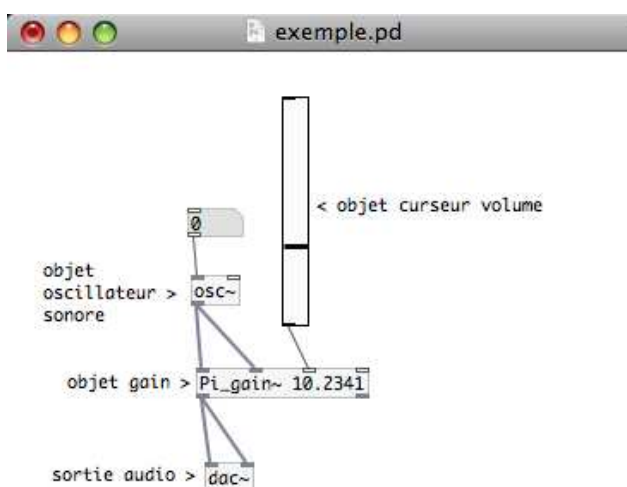 exemple.pd
< objet curseur volume
0
objet
oscillateur > osc~
sonore
objet gain > Pi_gain~ 10.2341
sortie audio > dac~